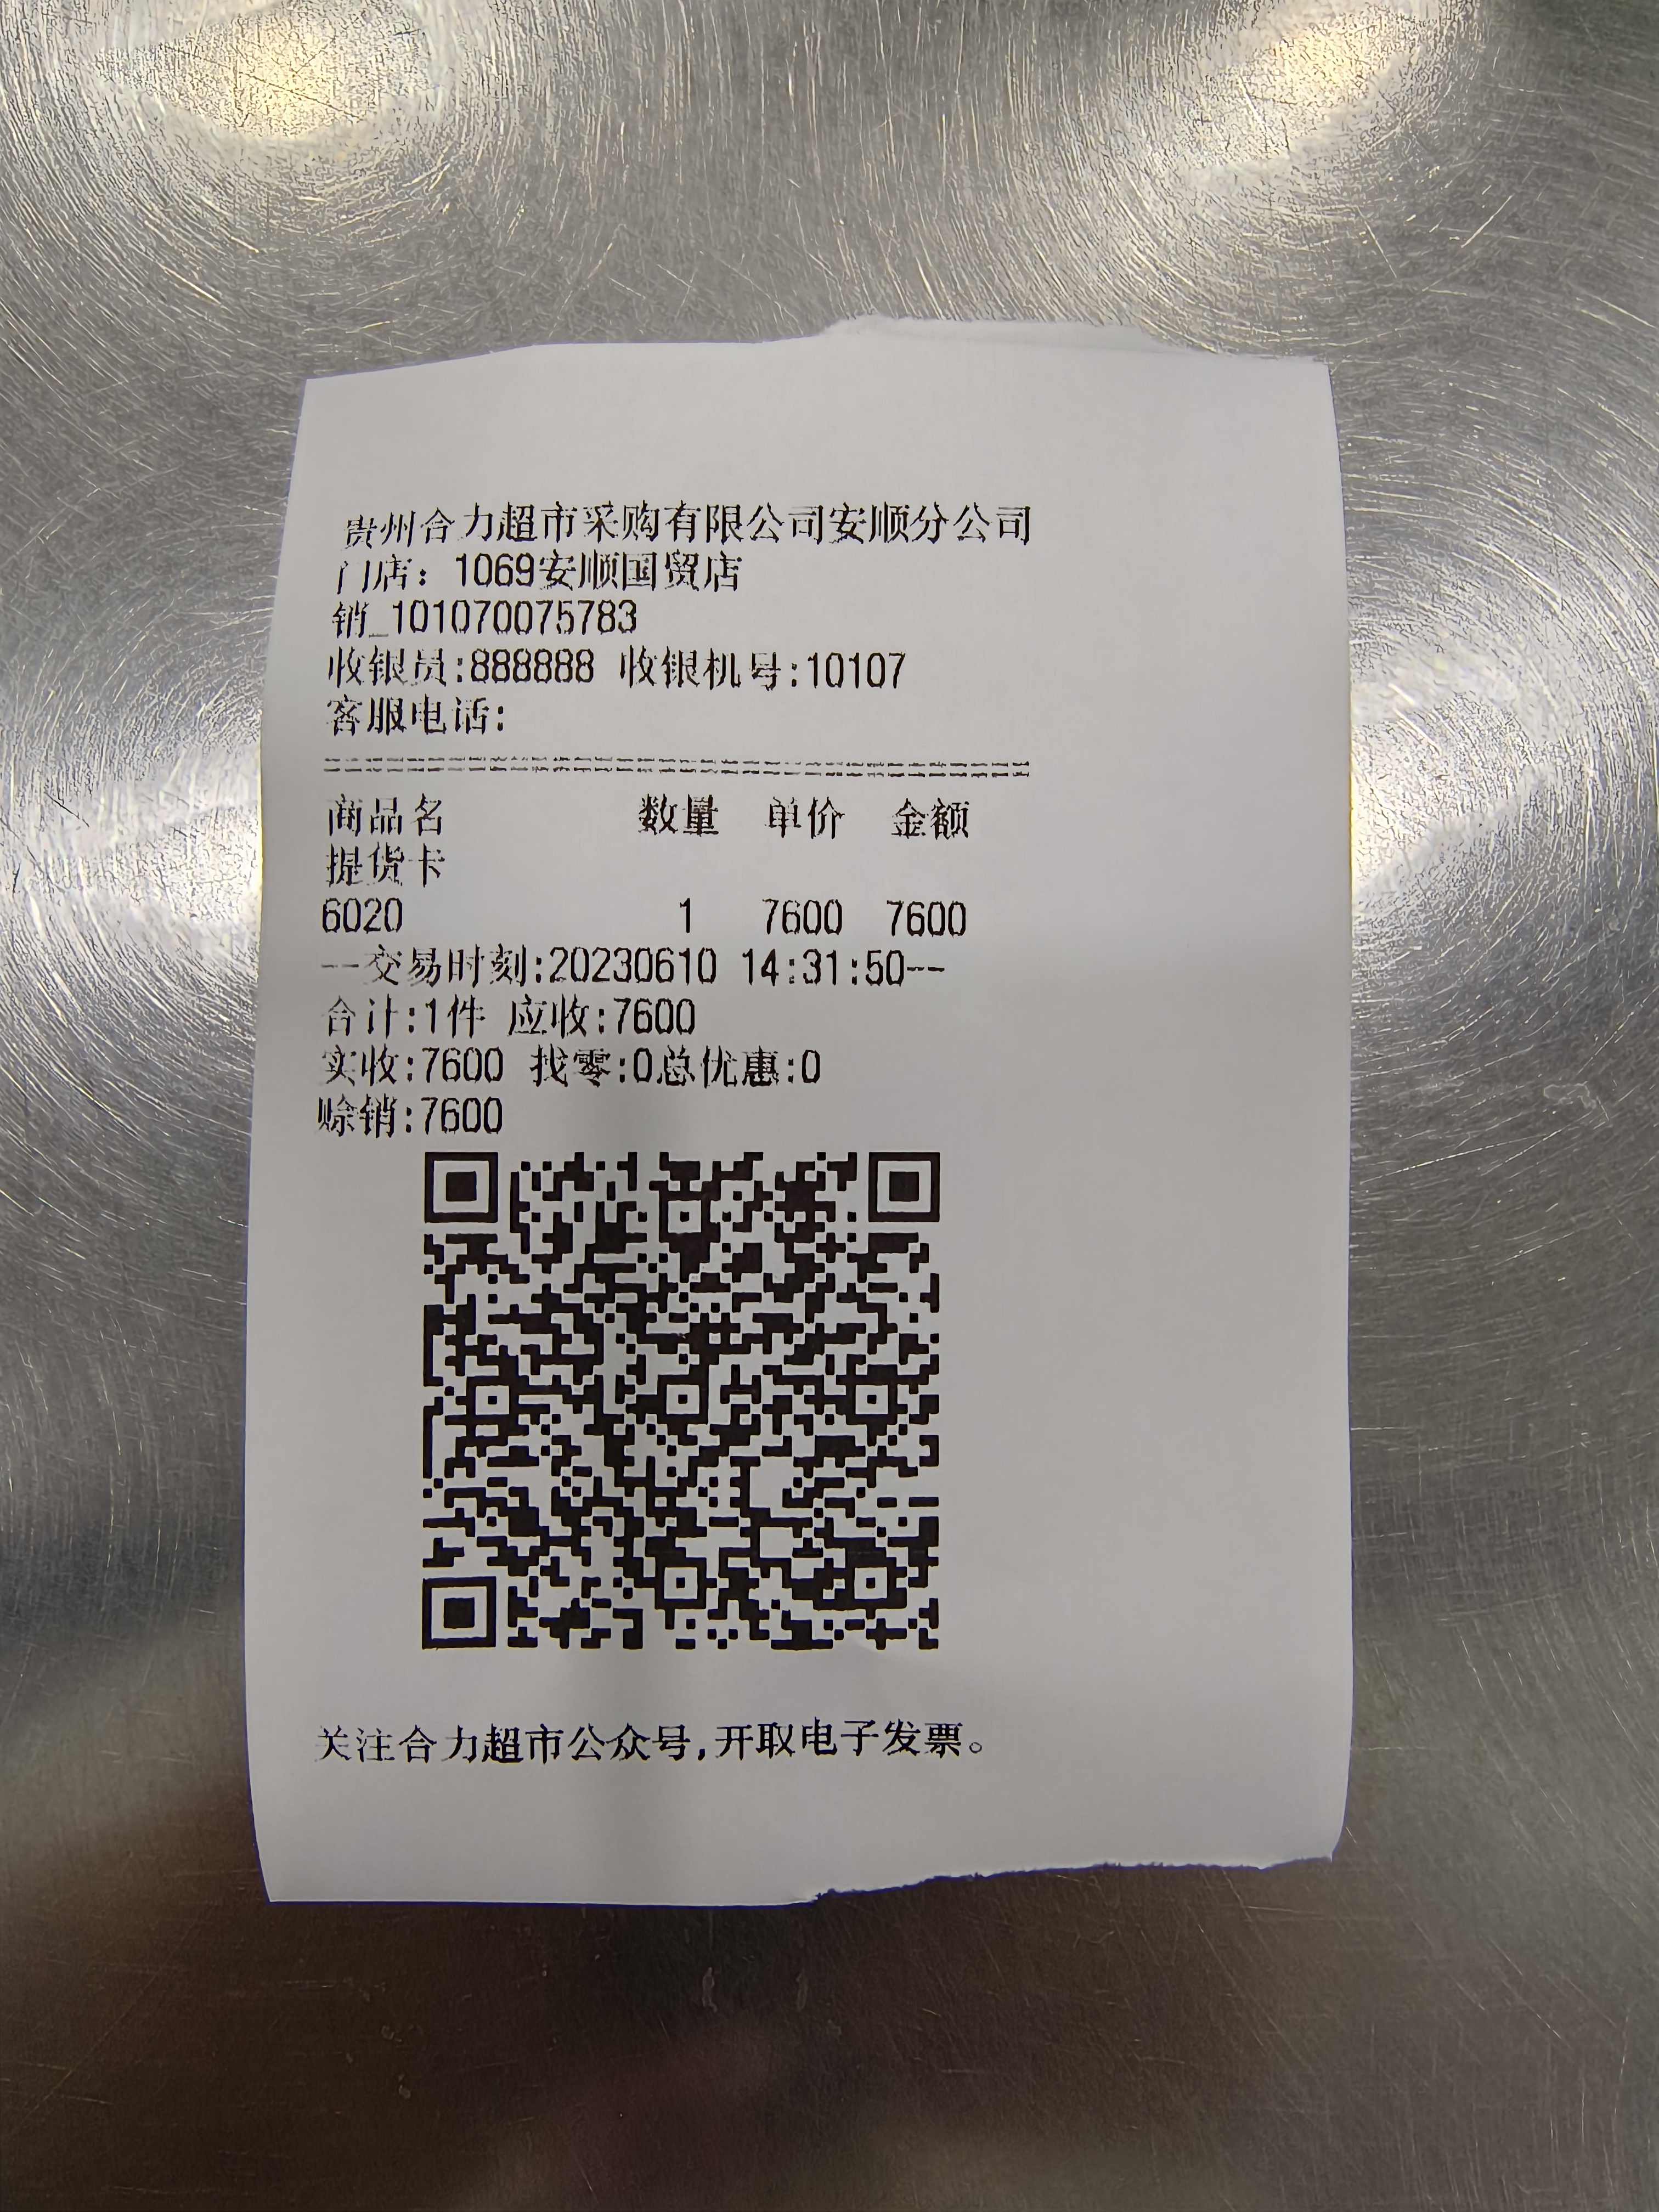 贵州合力超市采购有限公司安顺分公司
门店：1069安顺国贸店
销_101070075783
收银员:888888 收银机号:10107
客服电话:
商品名 数量 单价 金额
提货卡
6020 1 7600 7600
--交易时刻:20230610 14:31:50--
合计:1件 应收:7600
实收:7600 找零:0总优惠:0
赊销:7600
关注合力超市公众号,开取电子发票。